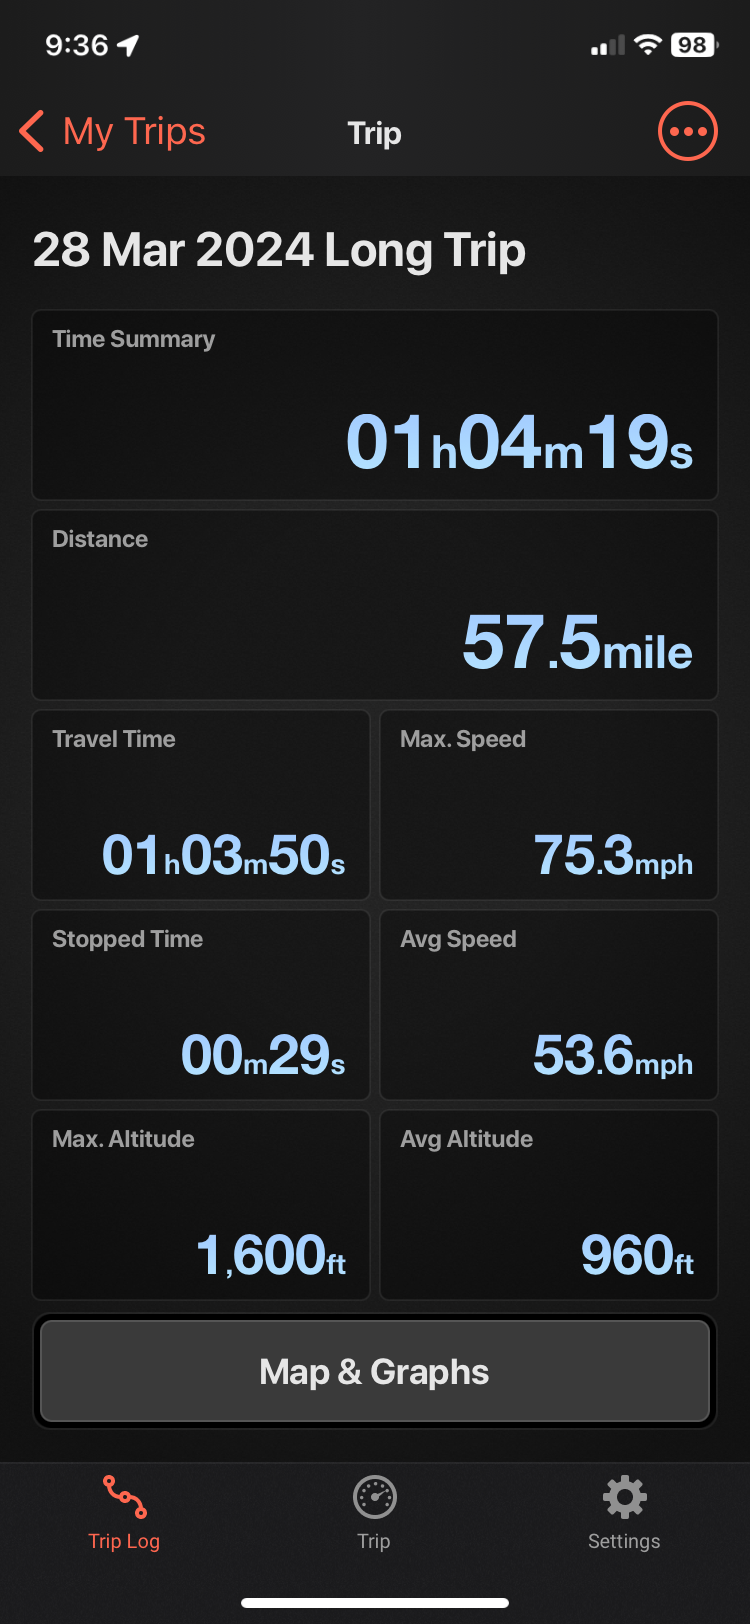 9:36 98
My Trips Trip
28 Mar 2024 Long Trip
Time Summary
01h04m19s
Distance
57.5mile
Travel Time Max. Speed
01h03m50s 75.3mph
Stopped Time Avg Speed
00m29s 53.6mph
Max. Altitude Avg Altitude
1,600ft 960ft
Map & Graphs
Trip Log Trip Settings